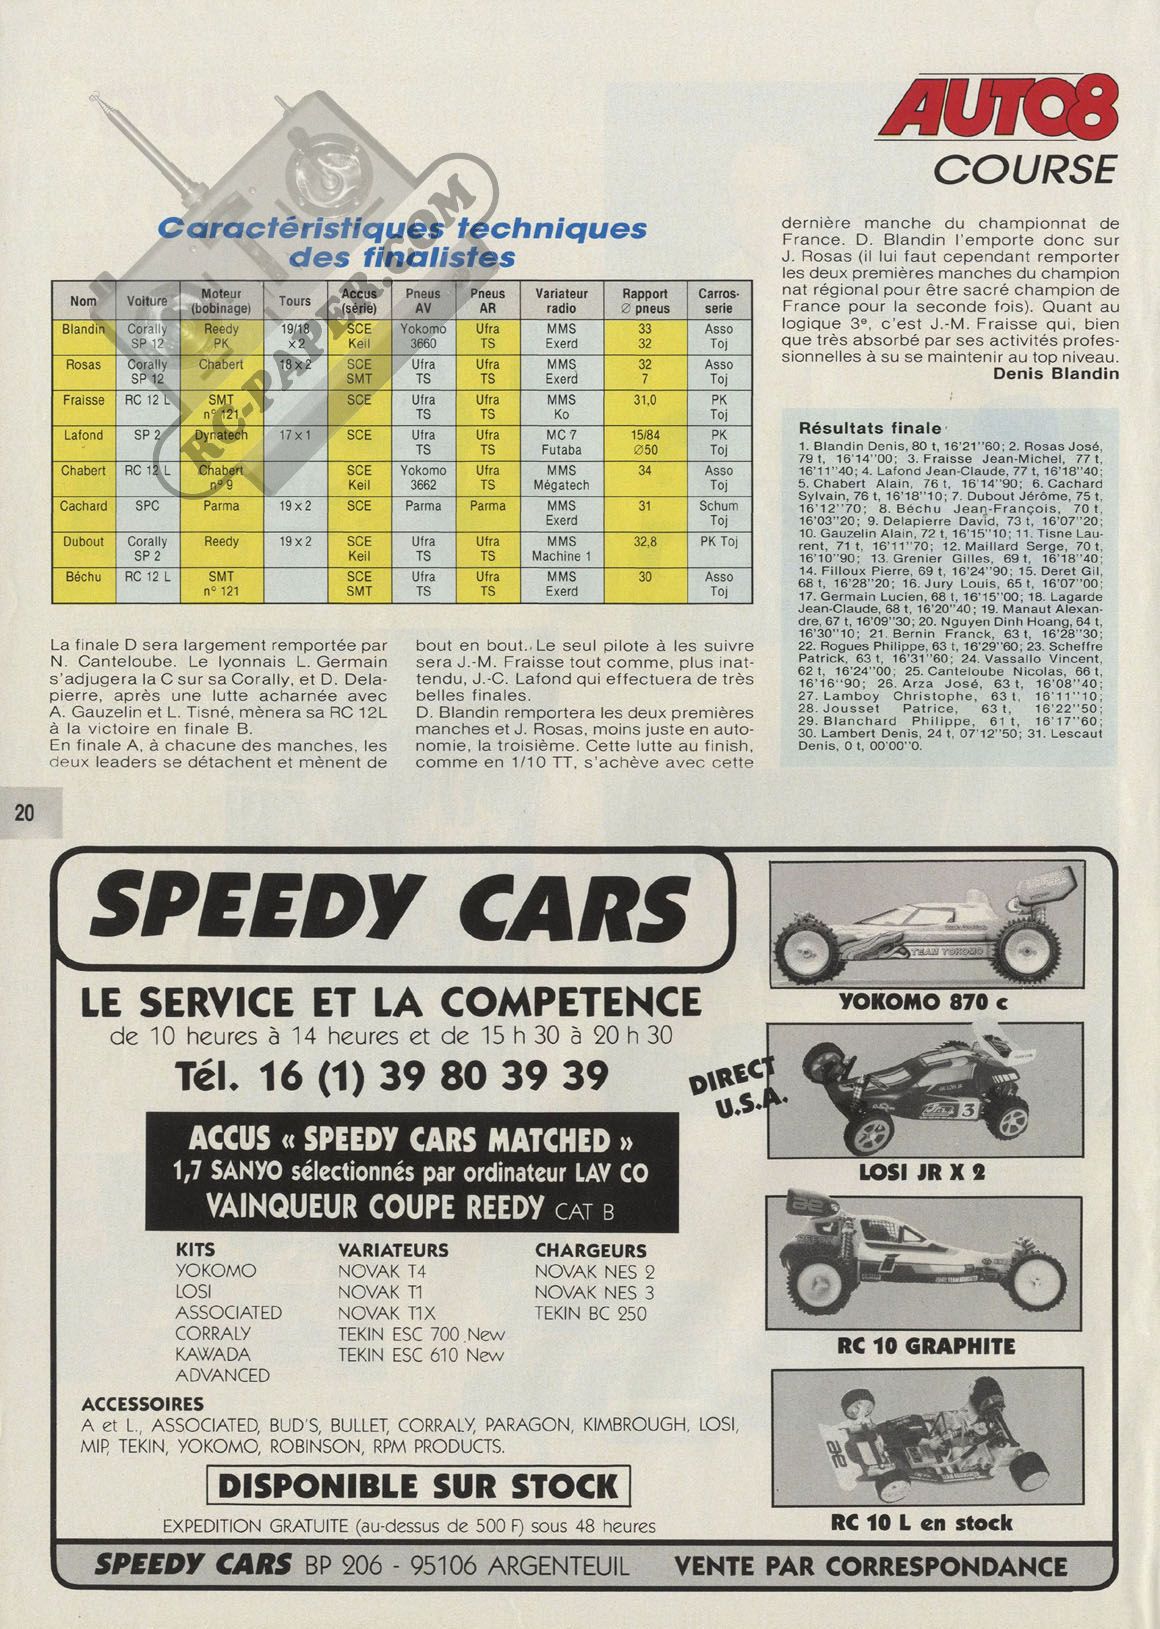 AUTO8
COURSE
Caractéristiques techniques
des finalistes
Nom | Voiture | Moteur (bobinage) | Tours | Accus (série) | Pneus AV | Pneus AR | Variateur radio | Rapport Ø pneus | Carros-serie
Blandin | Corally SP 12 | Reedy PK | 19/18 x 2 | SCE Keil | Yokomo 3660 | Ufra TS | MMS Exerd | 33 32 | Asso Toj
Rosas | Corally SP 12 | Chabert | 18 x 2 | SCE SMT | Ufra TS | Ufra TS | MMS Exerd | 32 7 | Asso Toj
Fraisse | RC 12 L | SMT n° 121 | SCE | Ufra TS | Ufra TS | MMS Ko | 31,0 | PK Toj
Lafond | SP 2 | Dynatech | 17 x 1 | SCE | Ufra TS | Ufra TS | MC 7 Futaba | 15/84 Ø50 | PK Toj
Chabert | RC 12 L | Chabert n° 9 | SCE Keil | Yokomo 3662 | Ufra TS | MMS Mégatech | 34 | Asso Toj
Cachard | SPC | Parma | 19 x 2 | SCE | Parma | Parma | MMS Exerd | 31 | Schum Toj
Dubout | Corally SP 2 | Reedy | 19 x 2 | SCE Keil | Ufra TS | Ufra TS | MMS Machine 1 | 32,8 | PK Toj
Béchu | RC 12 L | SMT n° 121 | SCE SMT | Ufra TS | Ufra TS | MMS Exerd | 30 | Asso Toj
RC-PAPER.COM
La finale D sera largement remportée par
N. Canteloube. Le lyonnais L. Germain
s'adjugera la C sur sa Corally, et D. Dela-
pierre, après une lutte acharnée avec
A. Gauzelin et L. Tisné, mènera sa RC 12L
à la victoire en finale B.
En finale A, à chacune des manches, les
deux leaders se détachent et mènent de
bout en bout. Le seul pilote à les suivre
sera J.-M. Fraisse tout comme, plus inat-
tendu, J.-C. Lafond qui effectuera de très
belles finales.
D. Blandin remportera les deux premières
manches et J. Rosas, moins juste en auto-
nomie, la troisième. Cette lutte au finish,
comme en 1/10 TT, s'achève avec cette
dernière manche du championnat de
France. D. Blandin l'emporte donc sur
J. Rosas (il lui faut cependant remporter
les deux premières manches du champion
nat régional pour être sacré champion de
France pour la seconde fois). Quant au
logique 3e, c'est J.-M. Fraisse qui, bien
que très absorbé par ses activités profes-
sionnelles à su se maintenir au top niveau.
Denis Blandin
Résultats finale
1. Blandin Denis, 80 t, 16'21''60; 2. Rosas José,
79 t, 16'14''00; 3. Fraisse Jean-Michel, 77 t,
16'11''40; 4. Lafond Jean-Claude, 77 t, 16'18''40;
5. Chabert Alain, 76 t, 16'14''90; 6. Cachard
Sylvain, 76 t, 16'18''10; 7. Dubout Jérôme, 75 t,
16'12''70; 8. Béchu Jean-François, 70 t,
16'03''20; 9. Delapierre David, 73 t, 16'07''20;
10. Gauzelin Alain, 72 t, 16'15''10; 11. Tisne Lau-
rent, 71 t, 16'11''70; 12. Maillard Serge, 70 t,
16'10''90; 13. Grenier Gilles, 69 t, 16'18''40;
14. Filloux Pierre, 69 t, 16'24''90; 15. Deret Gil,
68 t, 16'28''20; 16. Jury Louis, 65 t, 16'07''00;
17. Germain Lucien, 68 t, 16'15''00; 18. Lagarde
Jean-Claude, 68 t, 16'20''40; 19. Manaut Alexan-
dre, 67 t, 16'09''30; 20. Nguyen Dinh Hoang, 64 t,
16'30''10; 21. Bernin Franck, 63 t, 16'28''30;
22. Rogues Philippe, 63 t, 16'29''60; 23. Scheffre
Patrick, 63 t, 16'31''60; 24. Vassallo Vincent,
62 t, 16'24''00; 25. Canteloube Nicolas, 66 t,
16'16''90; 26. Arza José, 63 t, 16'08''40;
27. Lamboy Christophe, 63 t, 16'11''10;
28. Jousset Patrice, 63 t, 16'22''50;
29. Blanchard Philippe, 61 t, 16'17''60;
30. Lambert Denis, 24 t, 07'12''50; 31. Lescaut
Denis, 0 t, 00'00''0.
20
SPEEDY CARS
LE SERVICE ET LA COMPETENCE
de 10 heures à 14 heures et de 15 h 30 à 20 h 30
Tél. 16 (1) 39 80 39 39
ACCUS « SPEEDY CARS MATCHED »
1,7 SANYO sélectionnés par ordinateur LAV CO
VAINQUEUR COUPE REEDY CAT B
KITS
YOKOMO
LOSI
ASSOCIATED
CORRALY
KAWADA
ADVANCED
VARIATEURS
NOVAK T4
NOVAK T1
NOVAK T1X
TEKIN ESC 700 New
TEKIN ESC 610 New
CHARGEURS
NOVAK NES 2
NOVAK NES 3
TEKIN BC 250
ACCESSOIRES
A et L, ASSOCIATED, BUD'S, BULLET, CORRALY, PARAGON, KIMBROUGH, LOSI,
MIP, TEKIN, YOKOMO, ROBINSON, RPM PRODUCTS.
DISPONIBLE SUR STOCK
EXPEDITION GRATUITE (au-dessus de 500 F) sous 48 heures
TEAM YOKOMO
YOKOMO 870 c
DIRECT
U.S.A.
3
LOSI JR X 2
RC 10 GRAPHITE
RC 10 L en stock
SPEEDY CARS BP 206 - 95106 ARGENTEUIL VENTE PAR CORRESPONDANCE